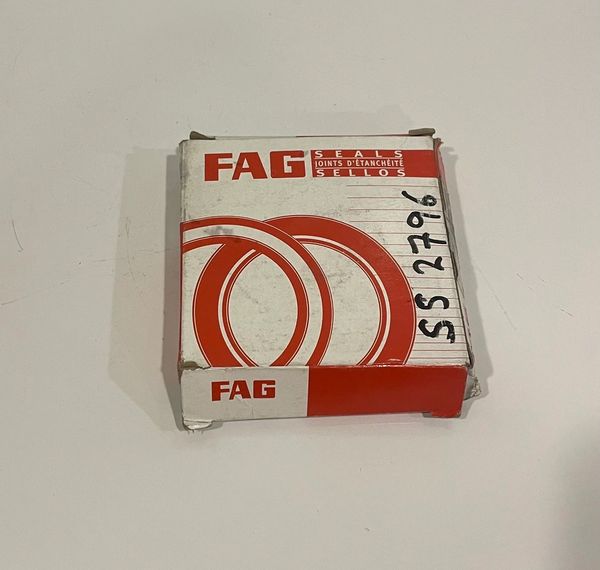 FAG
SEALS
JOINTS D'ÉTANCHÉITÉ
SELLOS
SS 2796
FAG